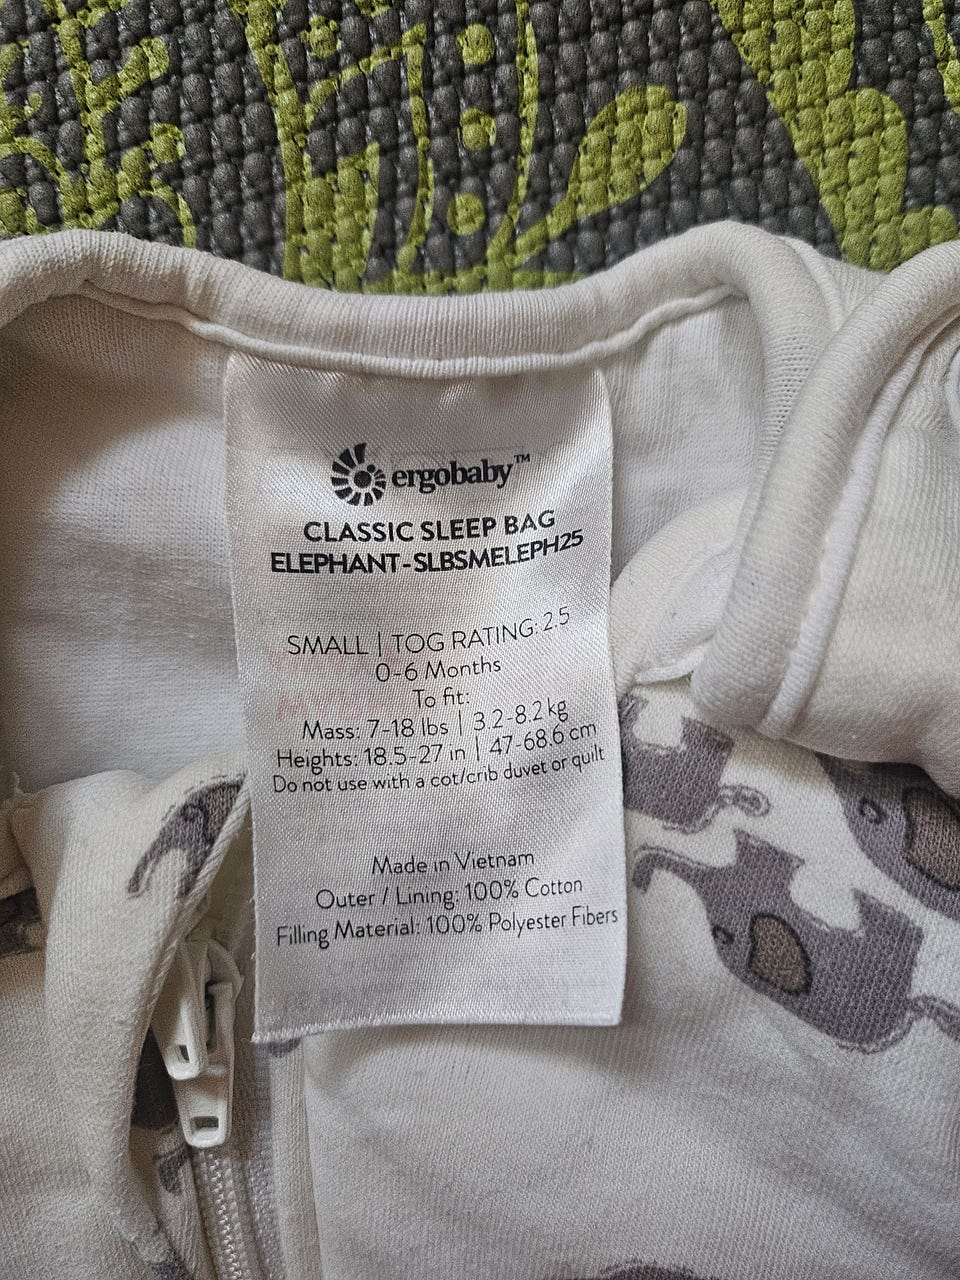 ergobaby™
CLASSIC SLEEP BAG
ELEPHANT-SLBSMELEPH25
SMALL | TOG RATING: 2.5
0-6 Months
To fit:
Mass: 7-18 lbs | 3.2-8.2 kg
Heights: 18.5-27 in | 47-68.6 cm
Do not use with a cot/crib duvet or quilt
Made in Vietnam
Outer / Lining: 100% Cotton
Filling Material: 100% Polyester Fibers